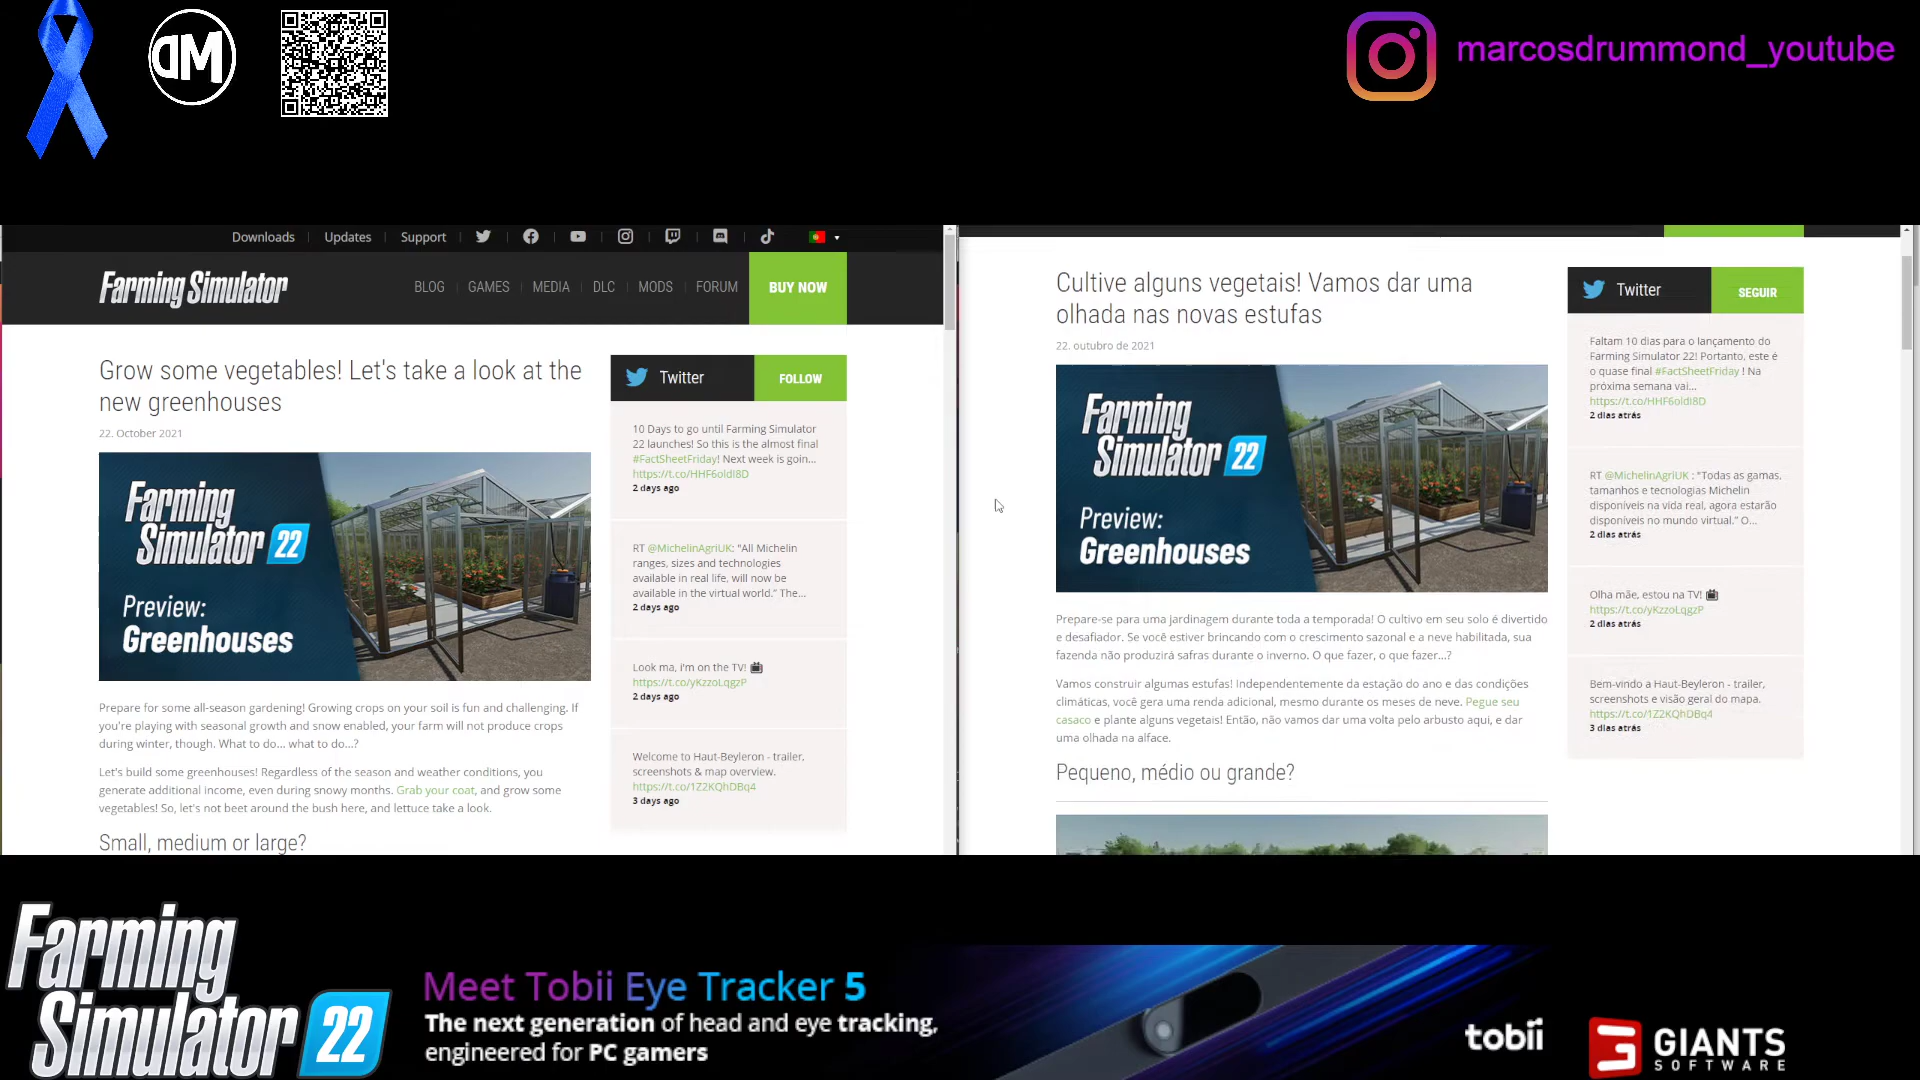 DM
marcosdrummond_youtube
Downloads
Updates
Support
Farming Simulator
BLOG
GAMES
MEDIA
DLC
MODS
FORUM
BUY NOW
Grow some vegetables! Let's take a look at the
new greenhouses
22. October 2021
Farming
Simulator 22
Preview:
Greenhouses
Prepare for some all-season gardening! Growing crops on your soil is fun and challenging. If
you're playing with seasonal growth and snow enabled, your farm will not produce crops
during winter, though. What to do... what to do...?
Let's build some greenhouses! Regardless of the season and weather conditions, you
generate additional income, even during snowy months. Grab your coat, and grow some
vegetables! So, let's not beet around the bush here, and lettuce take a look.
Small, medium or large?
Twitter
FOLLOW
10 Days to go until Farming Simulator
22 launches! So this is the almost final
#FactSheetFriday! Next week is goin...
https://t.co/HHF6oldI8D
2 days ago
RT @MichelinAgriUK: "All Michelin
ranges, sizes and technologies
available in real life, will now be
available in the virtual world.” The...
2 days ago
Look ma, i'm on the TV!
https://t.co/yKzzoLqgzP
2 days ago
Welcome to Haut-Beyleron - trailer,
screenshots & map overview.
https://t.co/1Z2KQhDBq4
3 days ago
Cultive alguns vegetais! Vamos dar uma
olhada nas novas estufas
22. outubro de 2021
Farming
Simulator 22
Preview:
Greenhouses
Prepare-se para uma jardinagem durante toda a temporada! O cultivo em seu solo é divertido
e desafiador. Se você estiver brincando com o crescimento sazonal e a neve habilitada, sua
fazenda não produzirá safras durante o inverno. O que fazer, o que fazer...?
Vamos construir algumas estufas! Independentemente da estação do ano e das condições
climáticas, você gera uma renda adicional, mesmo durante os meses de neve. Pegue seu
casaco e plante alguns vegetais! Então, não vamos dar uma volta pelo arbusto aqui, e dar
uma olhada na alface.
Pequeno, médio ou grande?
Twitter
SEGUIR
Faltam 10 dias para o lançamento do
Farming Simulator 22! Portanto, este é
o quase final #FactSheetFriday ! Na
próxima semana vai...
https://t.co/HHF6oldI8D
2 dias atrás
RT @MichelinAgriUK : "Todas as gamas,
tamanhos e tecnologias Michelin
disponíveis na vida real, agora estarão
disponíveis no mundo virtual.” O...
2 dias atrás
Olha mãe, estou na TV!
https://t.co/yKzzoLqgzP
2 dias atrás
Bem-vindo a Haut-Beyleron - trailer,
screenshots e visão geral do mapa.
https://t.co/1Z2KQhDBq4
3 dias atrás
Farming
Simulator 22
Meet Tobii Eye Tracker 5
The next generation of head and eye tracking,
engineered for PC gamers
tobii
GIANTS
SOFTWARE